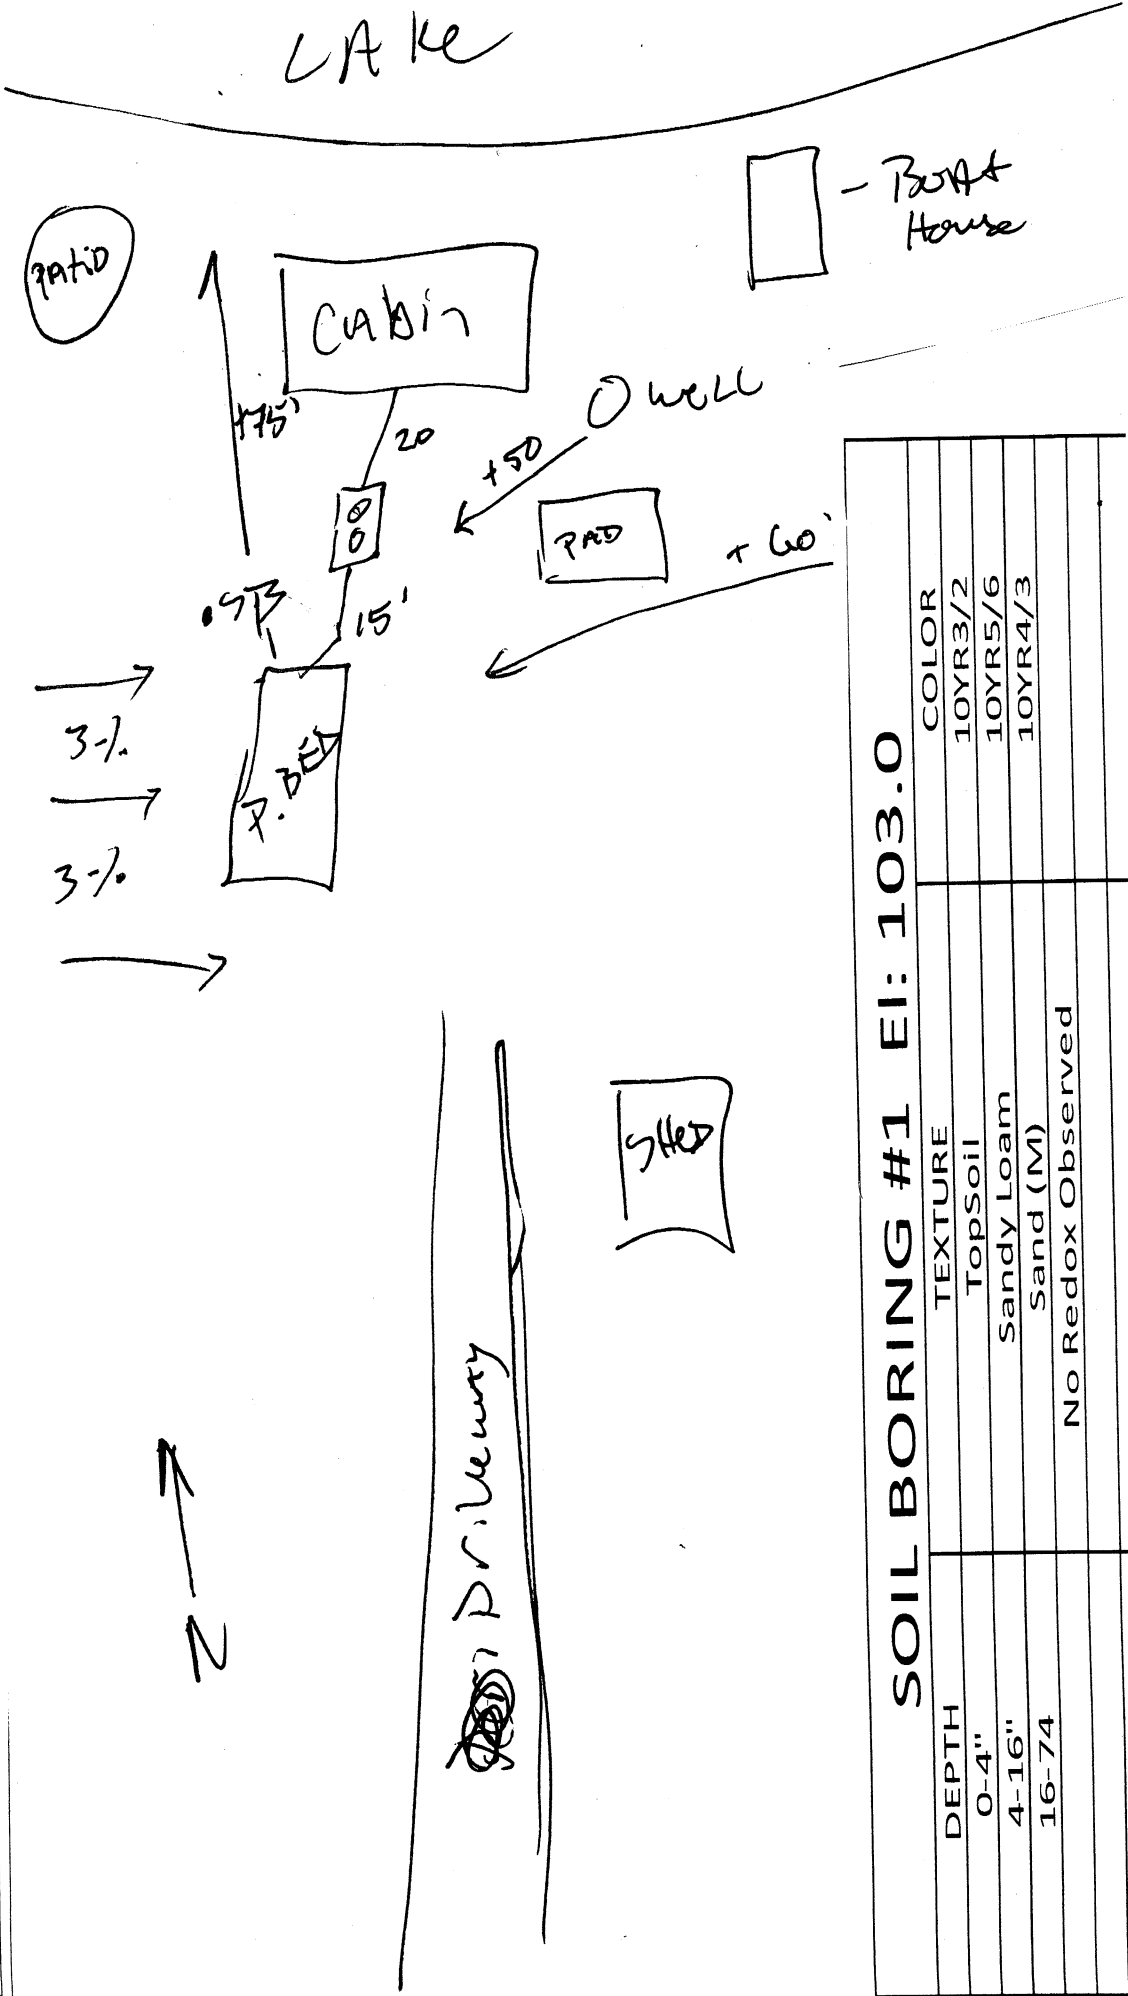 LAKe
- BoAt
House
PAtiO
CABin
+75'
20
O WELL
+50
PAD
+ 60'
.SB
15'
3%
P. BED
3%
SHED
Driveway
N
SOIL BORING #1 El: 103.0
DEPTH TEXTURE COLOR
0-4" TopSoil 10YR3/2
4-16" Sandy Loam 10YR5/6
16-74 Sand (M) 10YR4/3
No Redox Observed